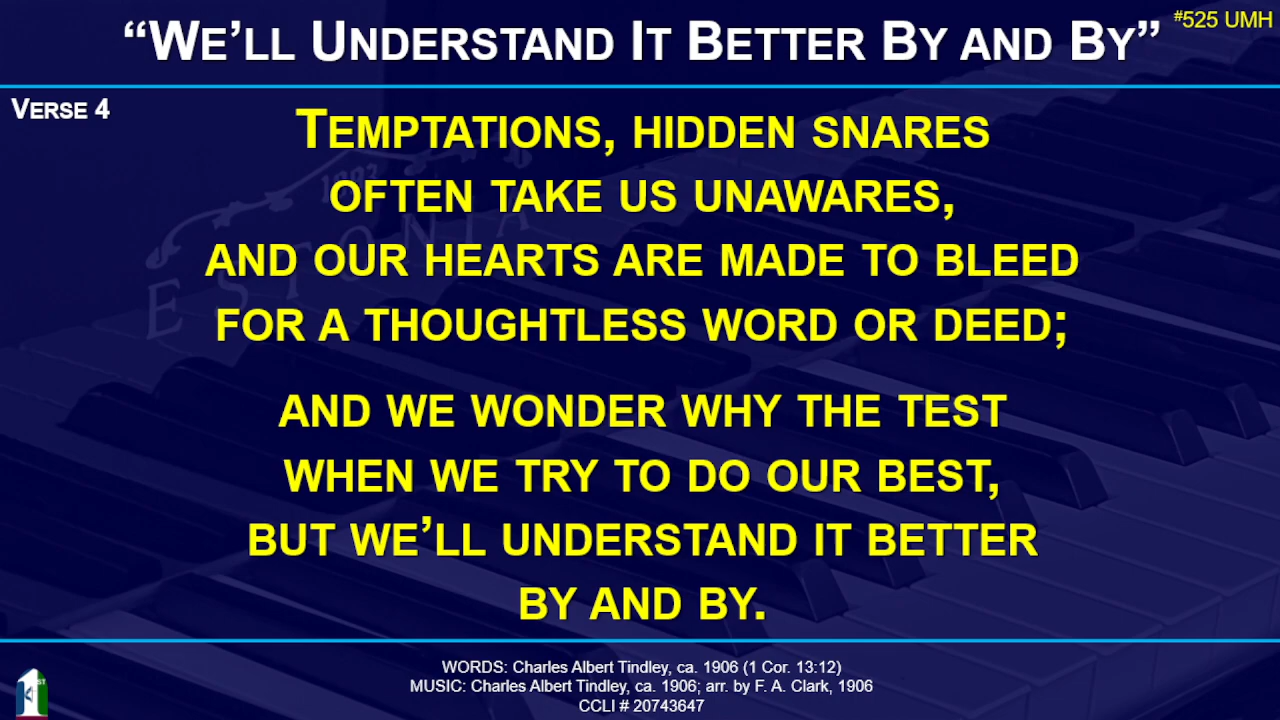 “We’ll Understand It Better By and By”
#525 UMH
Verse 4
Temptations, hidden snares
often take us unawares,
and our hearts are made to bleed
for a thoughtless word or deed;
and we wonder why the test
when we try to do our best,
but we’ll understand it better
by and by.
1893
ESTONIA
WORDS: Charles Albert Tindley, ca. 1906 (1 Cor. 13:12)
MUSIC: Charles Albert Tindley, ca. 1906; arr. by F. A. Clark, 1906
CCLI # 20743647
1ST